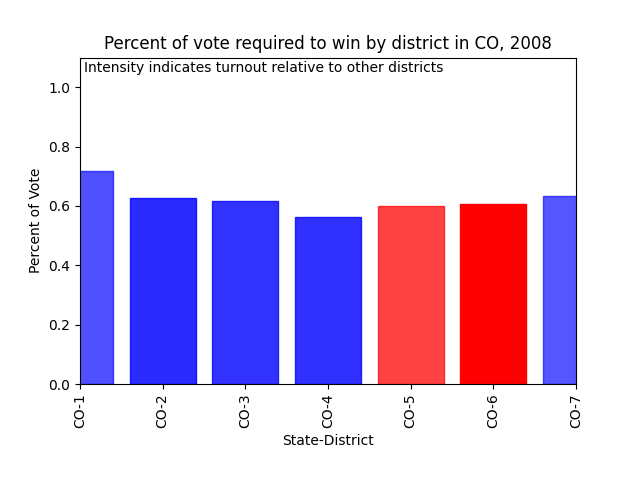 Percent of vote required to win by district in CO, 2008
Intensity indicates turnout relative to other districts
1.0
0.8
0.6
0.4
0.2
0.0
Percent of Vote
CO-1
CO-2
CO-3
CO-4
CO-5
CO-6
CO-7
State-District